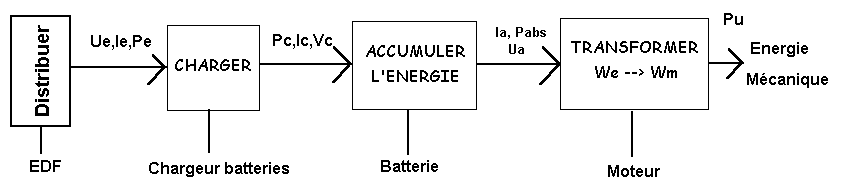 Distribuer
Ue,Ie,Pe
CHARGER
Pc,Ic,Vc
ACCUMULER
L'ENERGIE
Ia, Pabs
Ua
TRANSFORMER
We --> Wm
Pu
Energie
Mécanique
EDF
Chargeur batteries
Batterie
Moteur